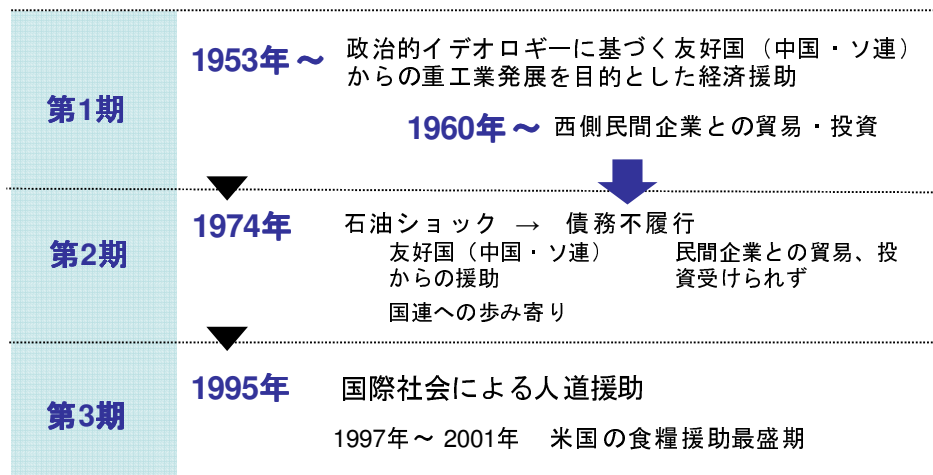 第1期
1953年～ 政治的イデオロギーに基づく友好国（中国・ソ連）
からの重工業発展を目的とした経済援助
1960年～ 西側民間企業との貿易・投資
第2期
1974年 石油ショック → 債務不履行
友好国（中国・ソ連） 民間企業との貿易、投
からの援助 資受けられず
国連への歩み寄り
第3期
1995年 国際社会による人道援助
1997年～2001年 米国の食糧援助最盛期